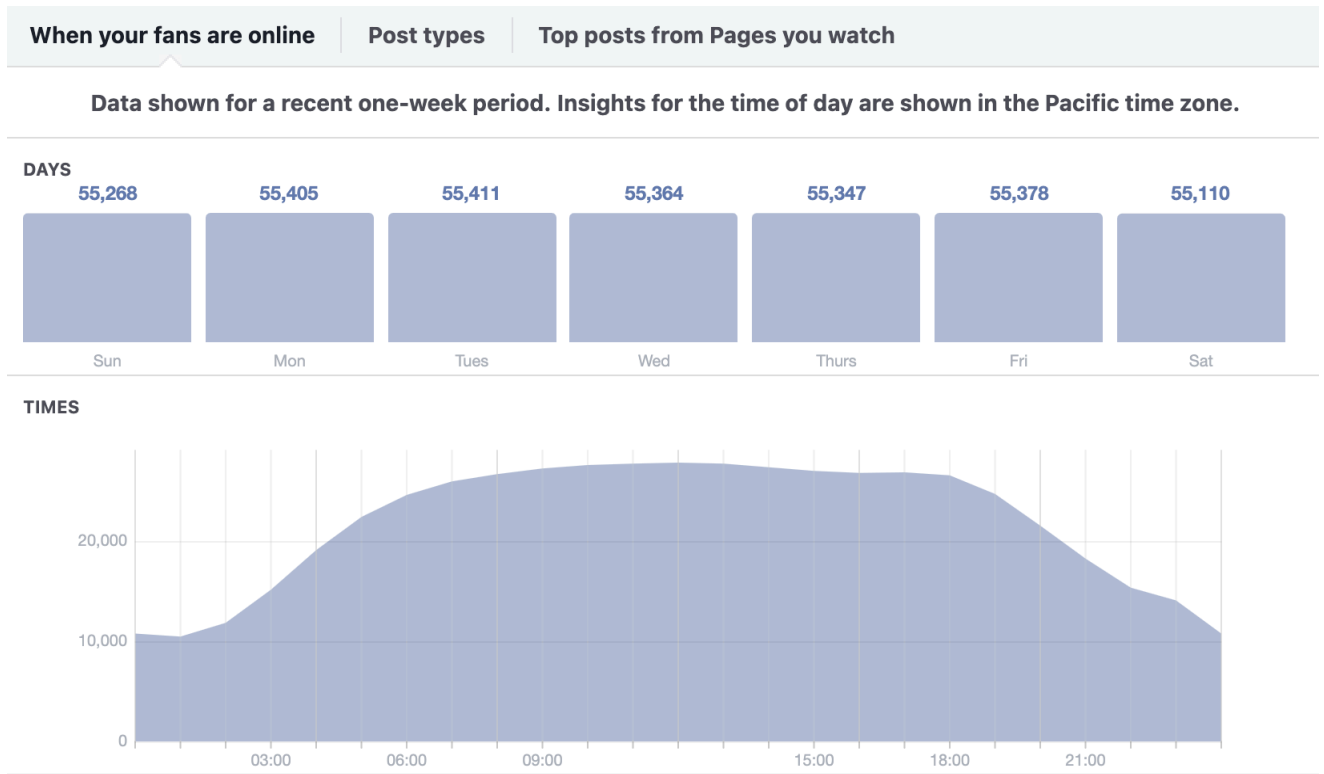 When your fans are online Post types Top posts from Pages you watch
Data shown for a recent one-week period. Insights for the time of day are shown in the Pacific time zone.
DAYS
55,268 55,405 55,411 55,364 55,347 55,378 55,110
Sun Mon Tues Wed Thurs Fri Sat
TIMES
20,000
10,000
0
03:00 06:00 09:00 15:00 18:00 21:00